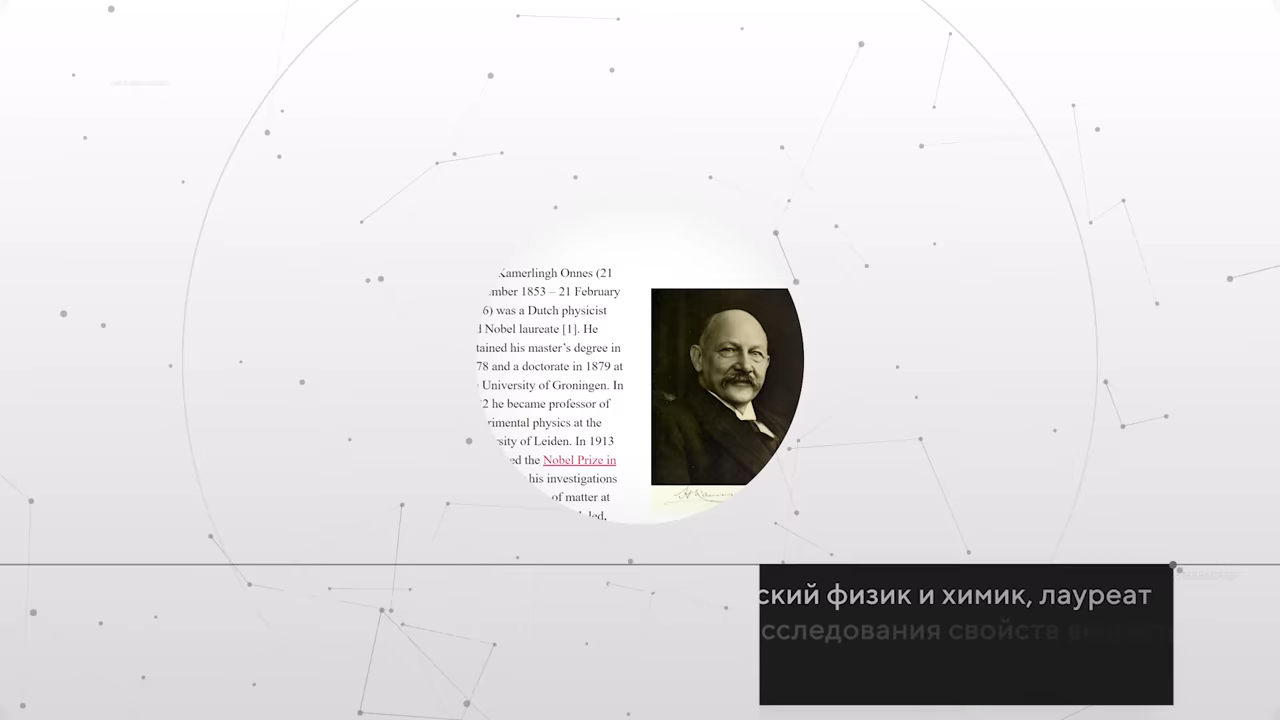 Kamerlingh Onnes (21
mber 1853 – 21 February
6) was a Dutch physicist
d Nobel laureate [1]. He
tained his master’s degree in
78 and a doctorate in 1879 at
University of Groningen. In
2 he became professor of
rimental physics at the
rsity of Leiden. In 1913
ed the Nobel Prize in
his investigations
of matter at
led,
ский физик и химик, лауреат
сследования свойств